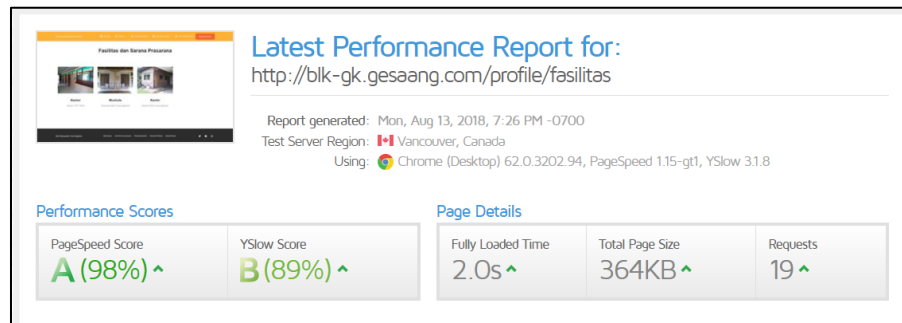 Fasilitas dan Sarana Prasarana
Latest Performance Report for:
http://blk-gk.gesaang.com/profile/fasilitas
Report generated: Mon, Aug 13, 2018, 7:26 PM -0700
Test Server Region: Vancouver, Canada
Using: Chrome (Desktop) 62.0.3202.94, PageSpeed 1.15-gt1, YSlow 3.1.8
Performance Scores
Page Details
PageSpeed Score
YSlow Score
Fully Loaded Time
Total Page Size
Requests
A (98%)
B (89%)
2.0s
364KB
19